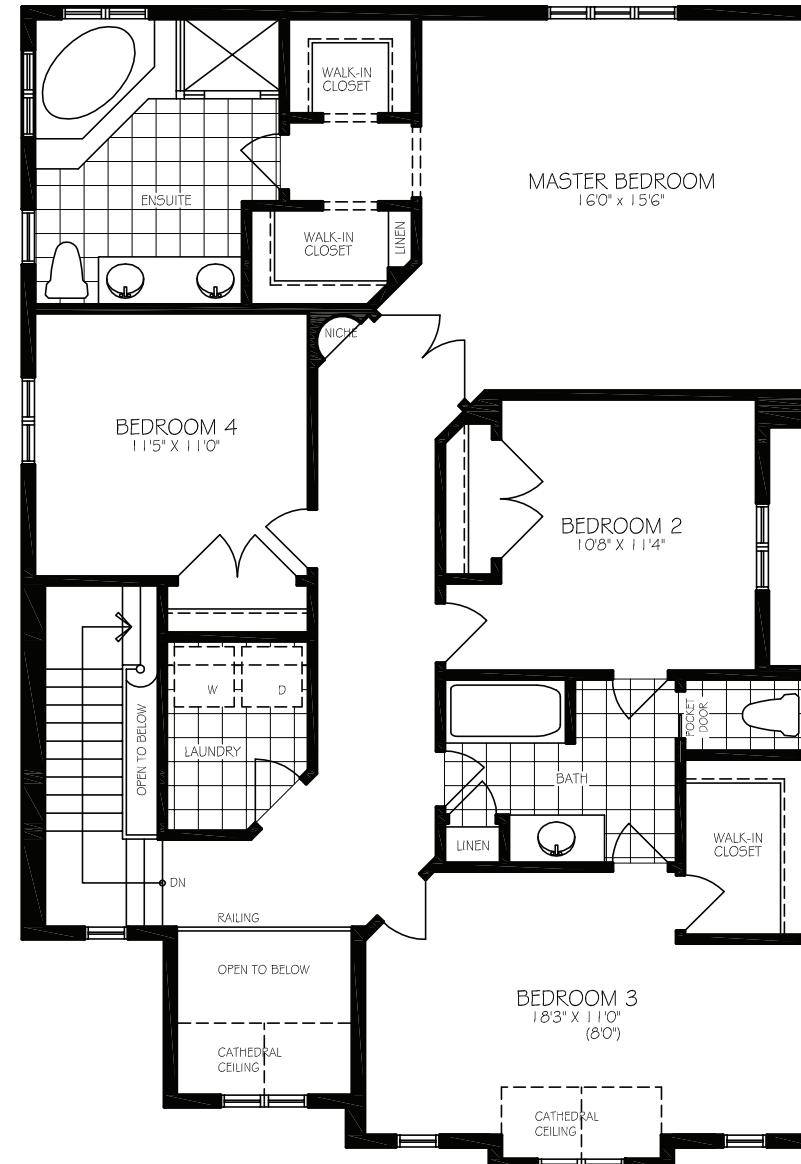 WALK-IN
CLOSET
MASTER BEDROOM
16'0" x 15'6"
ENSUITE
WALK-IN
CLOSET
LINEN
NICHE
BEDROOM 4
11'5" X 11'0"
BEDROOM 2
10'8" X 11'4"
W
D
OPEN TO BELOW
LAUNDRY
POCKET
DOOR
BATH
LINEN
WALK-IN
CLOSET
DN
RAILING
OPEN TO BELOW
BEDROOM 3
18'3" X 11'0"
(8'0")
CATHEDRAL
CEILING
CATHEDRAL
CEILING